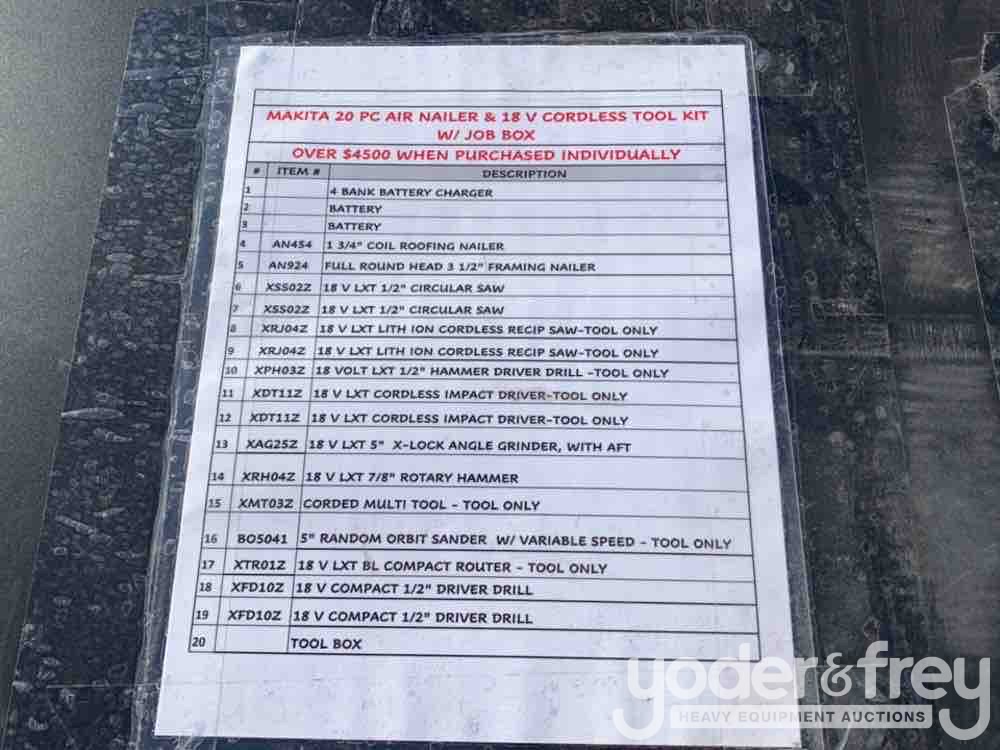 MAKITA 20 PC AIR NAILER & 18 V CORDLESS TOOL KIT
W/ JOB BOX
OVER $4500 WHEN PURCHASED INDIVIDUALLY
# ITEM # DESCRIPTION
1 4 BANK BATTERY CHARGER
2 BATTERY
3 BATTERY
4 AN454 1 3/4" COIL ROOFING NAILER
5 AN924 FULL ROUND HEAD 3 1/2" FRAMING NAILER
6 XSS02Z 18 V LXT 1/2" CIRCULAR SAW
7 XSS02Z 18 V LXT 1/2" CIRCULAR SAW
8 XRJ04Z 18 V LXT LITH ION CORDLESS RECIP SAW-TOOL ONLY
9 XRJ04Z 18 V LXT LITH ION CORDLESS RECIP SAW-TOOL ONLY
10 XPH03Z 18 VOLT LXT 1/2" HAMMER DRIVER DRILL -TOOL ONLY
11 XDT11Z 18 V LXT CORDLESS IMPACT DRIVER-TOOL ONLY
12 XDT11Z 18 V LXT CORDLESS IMPACT DRIVER-TOOL ONLY
13 XAG25Z 18 V LXT 5" X-LOCK ANGLE GRINDER, WITH AFT
14 XRH04Z 18 V LXT 7/8" ROTARY HAMMER
15 XMT03Z CORDED MULTI TOOL - TOOL ONLY
16 BO5041 5" RANDOM ORBIT SANDER W/ VARIABLE SPEED - TOOL ONLY
17 XTR01Z 18 V LXT BL COMPACT ROUTER - TOOL ONLY
18 XFD10Z 18 V COMPACT 1/2" DRIVER DRILL
19 XFD10Z 18 V COMPACT 1/2" DRIVER DRILL
20 TOOL BOX
yoder&frey
HEAVY EQUIPMENT AUCTIONS